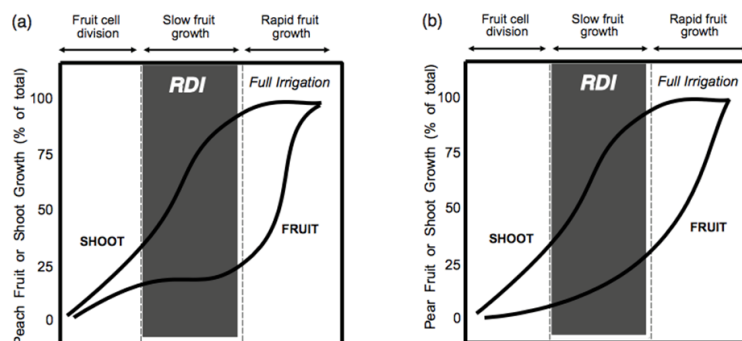 (a)
Fruit cell
division
Slow fruit
growth
Rapid fruit
growth
RDI
Full Irrigation
Peach Fruit or Shoot Growth (% of total)
100
75
50
25
0
SHOOT
FRUIT
(b)
Fruit cell
division
Slow fruit
growth
Rapid fruit
growth
RDI
Full Irrigation
Pear Fruit or Shoot Growth (% of total)
100
75
50
25
0
SHOOT
FRUIT